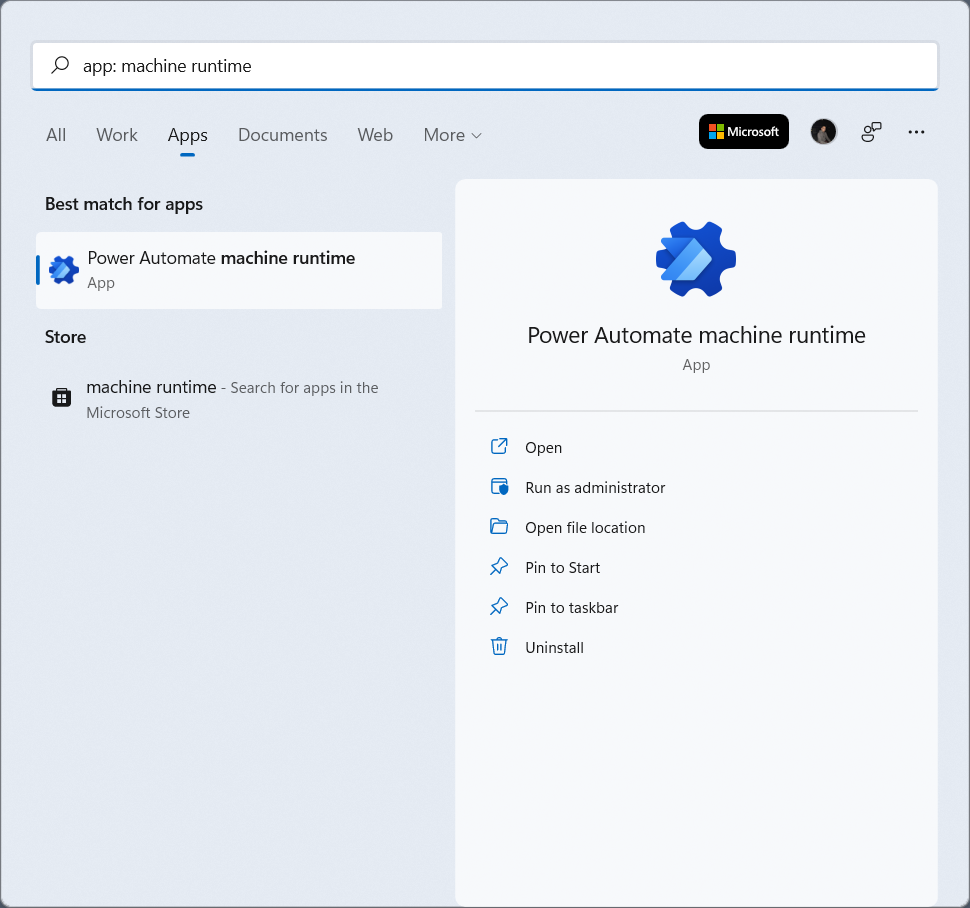 app: machine runtime
All Work Apps Documents Web More
Microsoft
Best match for apps
Power Automate machine runtime
App
Store
machine runtime - Search for apps in the
Microsoft Store
Power Automate machine runtime
App
Open
Run as administrator
Open file location
Pin to Start
Pin to taskbar
Uninstall